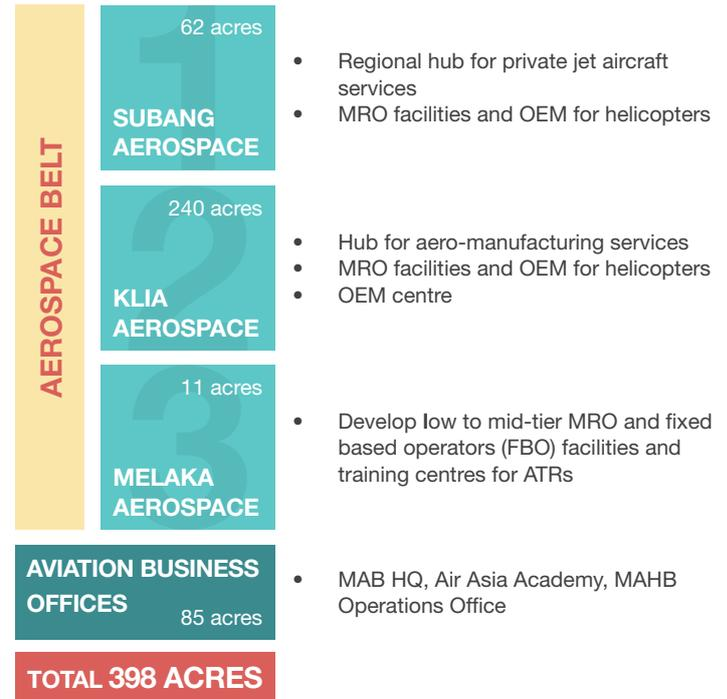 AEROSPACE BELT
1
62 acres
SUBANG
AEROSPACE
• Regional hub for private jet aircraft
services
• MRO facilities and OEM for helicopters
2
240 acres
KLIA
AEROSPACE
• Hub for aero-manufacturing services
• MRO facilities and OEM for helicopters
• OEM centre
3
11 acres
MELAKA
AEROSPACE
• Develop low to mid-tier MRO and fixed
based operators (FBO) facilities and
training centres for ATRs
AVIATION BUSINESS
OFFICES
85 acres
• MAB HQ, Air Asia Academy, MAHB
Operations Office
TOTAL 398 ACRES